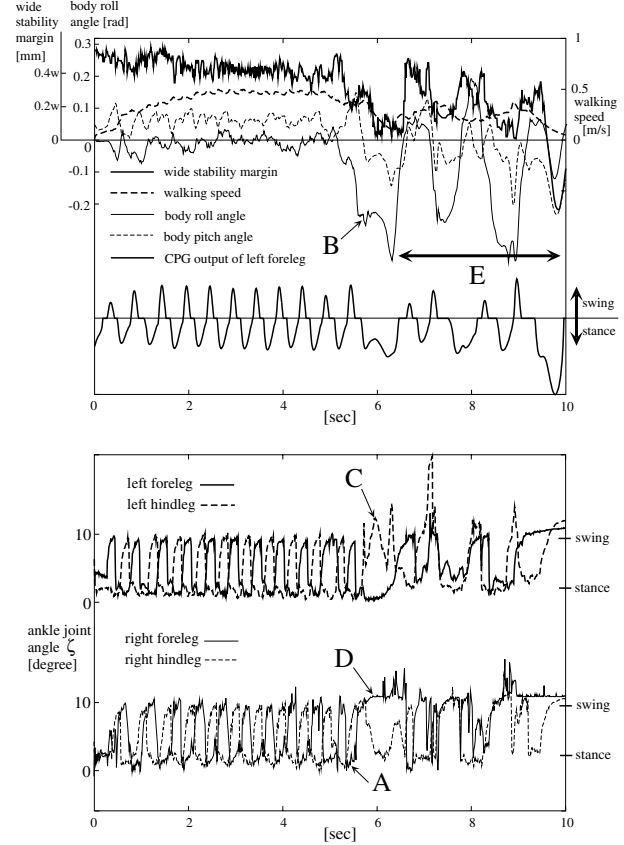 wide stability margin [mm]
body roll angle [rad]
0.3
0.4w
0.2
0.2w
0.1
0
0
-0.1
-0.2
1
0.5
0
walking speed [m/s]
wide stability margin
walking speed
body roll angle
body pitch angle
CPG output of left foreleg
B
E
swing
stance
0
2
4
6
8
10
[sec]
left foreleg
left hindleg
C
10
0
swing
stance
ankle joint angle ζ [degree]
right foreleg
right hindleg
D
10
0
swing
stance
A
0
2
4
6
8
10
[sec]